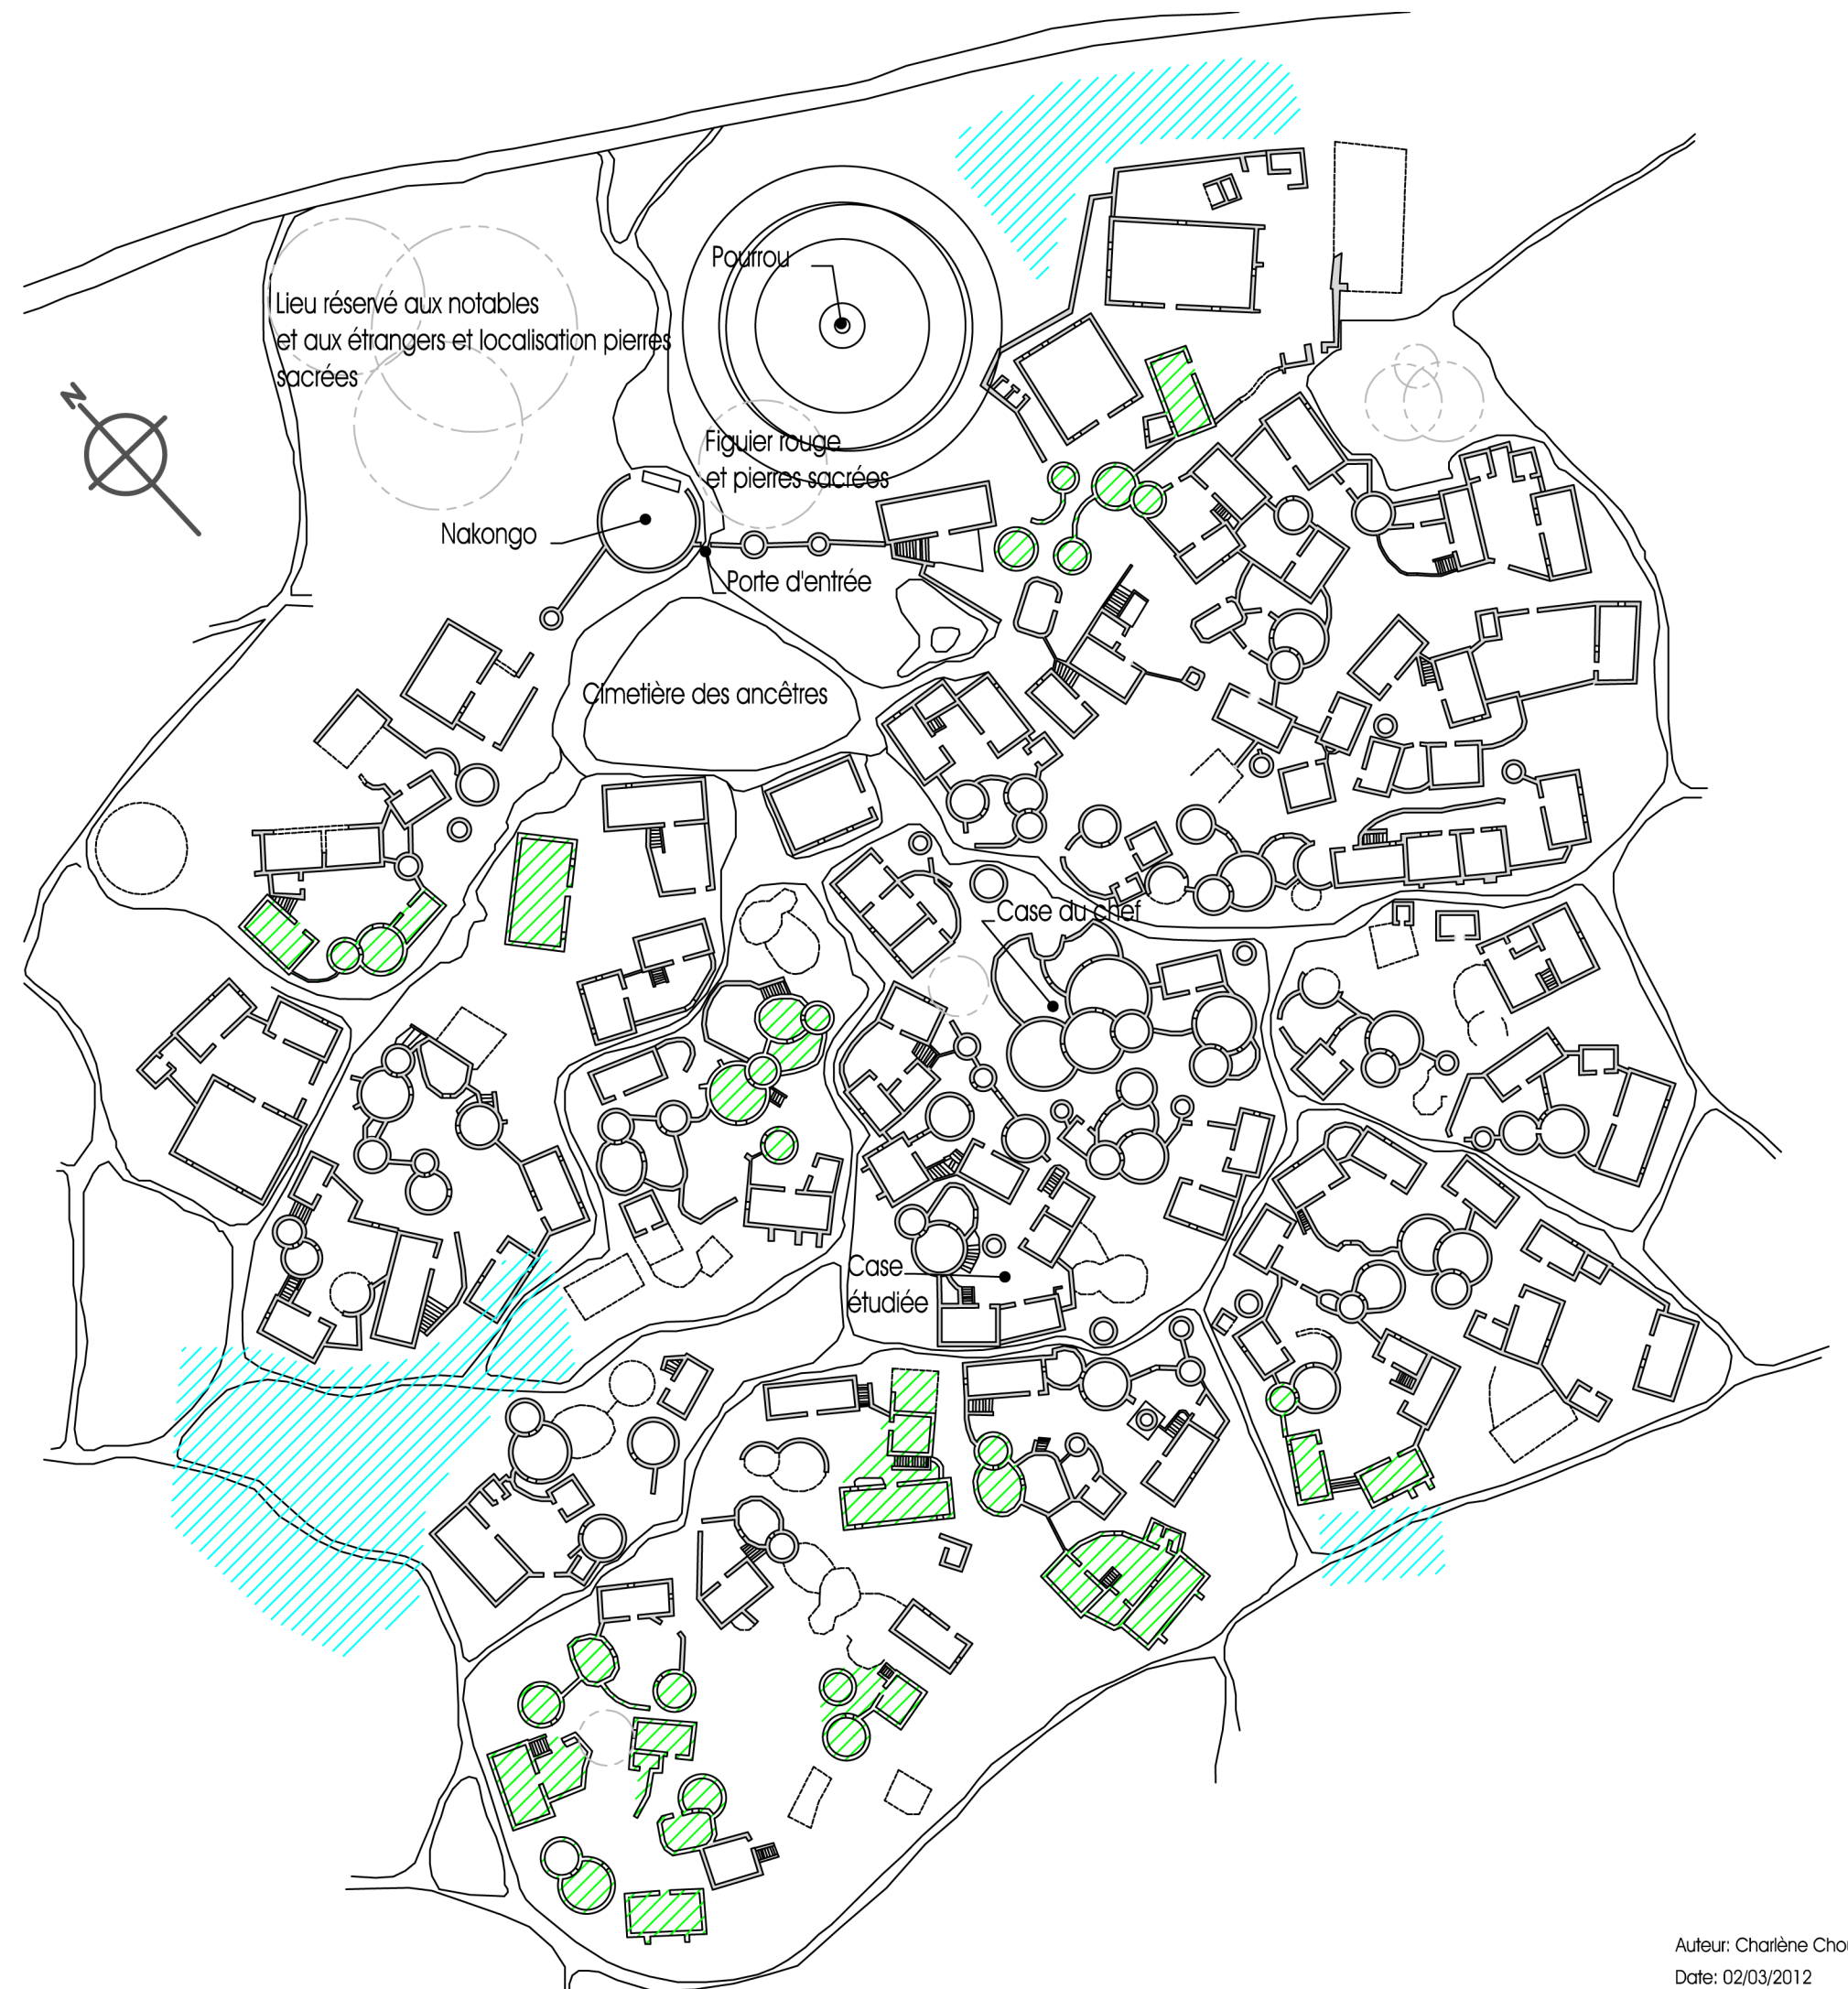 Pourrou
Lieu réservé aux notables
et aux étrangers et localisation pierres
sacrées
N
Figuier rouge
et pierres sacrées
Nakongo
Porte d'entrée
Cimetière des ancêtres
Case du chef
Case
étudiée
Auteur: Charlène
Date: 02/03/2012